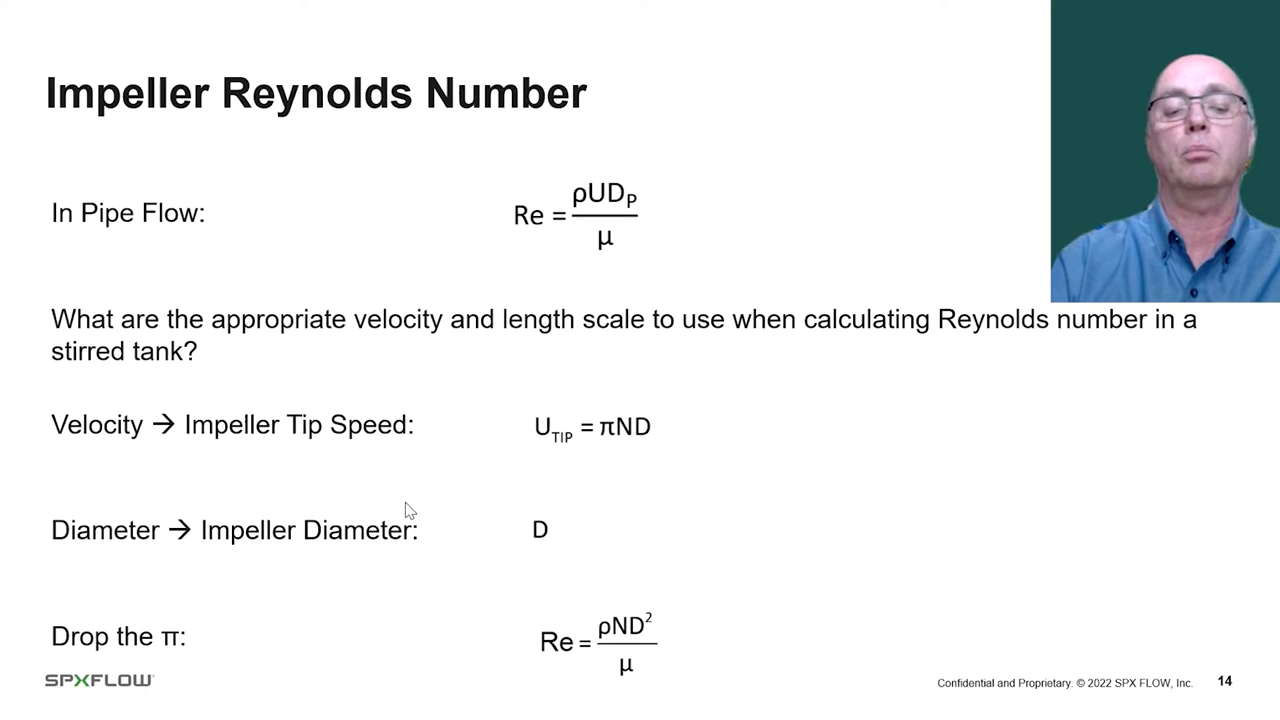 Impeller Reynolds Number
In Pipe Flow:
Re = ρUD_P / μ
What are the appropriate velocity and length scale to use when calculating Reynolds number in a
stirred tank?
Velocity → Impeller Tip Speed: U_TIP = πND
Diameter → Impeller Diameter: D
Drop the π:
Re = ρND² / μ
SPXFLOW
Confidential and Proprietary. © 2022 SPX FLOW, Inc. 14